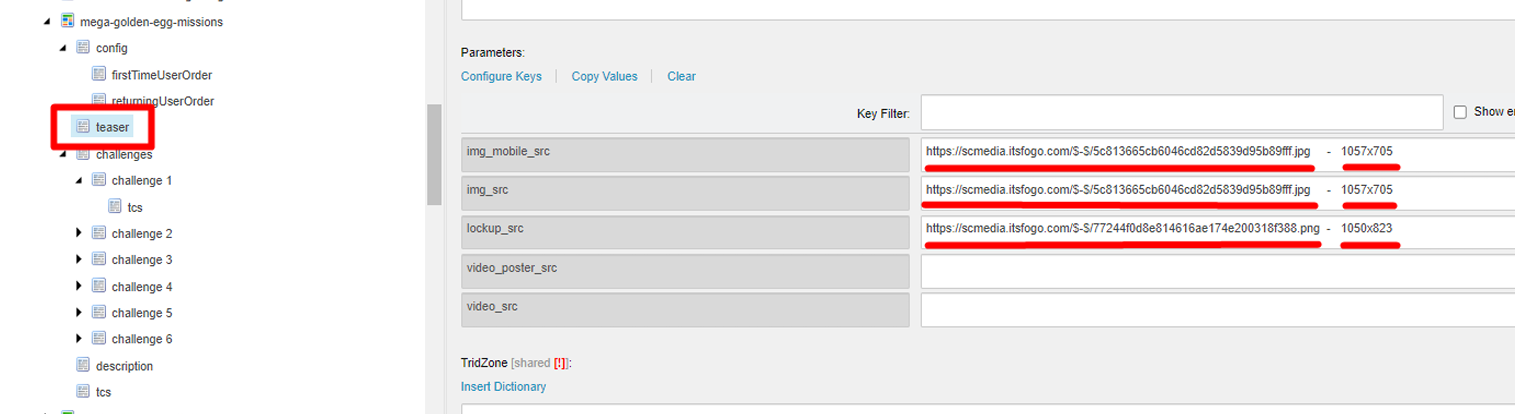 mega-golden-egg-missions
config
firstTimeUserOrder
returningUserOrder
teaser
challenges
challenge 1
tcs
challenge 2
challenge 3
challenge 4
challenge 5
challenge 6
description
tcs
Parameters:
Configure Keys | Copy Values | Clear
Key Filter: Show
img_mobile_src https://scmedia.itsfogo.com/$-$/5c813665cb6046cd82d5839d95b89fff.jpg - 1057x705
img_src https://scmedia.itsfogo.com/$-$/5c813665cb6046cd82d5839d95b89fff.jpg - 1057x705
lockup_src https://scmedia.itsfogo.com/$-$/77244f0d8e814616ae174e200318f388.png - 1050x823
video_poster_src
video_src
TridZone [shared [!]]:
Insert Dictionary